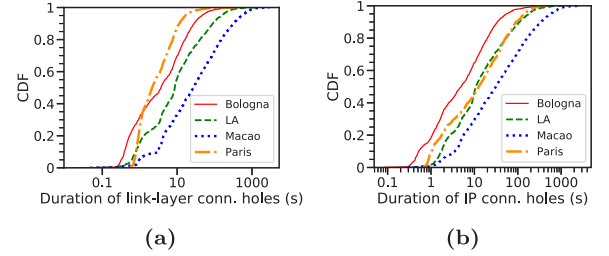 1
0.8
0.6
0.4
0.2
0
CDF
Bologna
LA
Macao
Paris
0.1 10 1000
Duration of link-layer conn. holes (s)
(a)
1
0.8
0.6
0.4
0.2
0
CDF
Bologna
LA
Macao
Paris
0.1 1 10 100 1000
Duration of IP conn. holes (s)
(b)